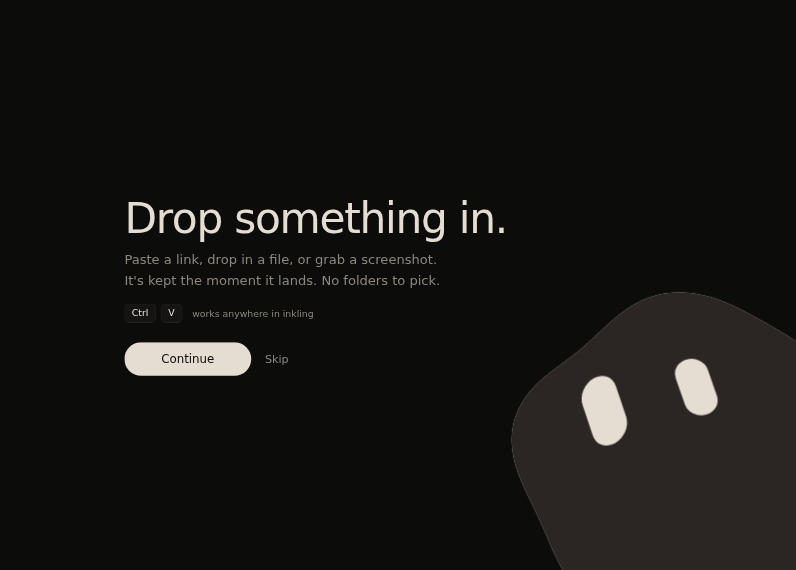 Drop something in.
Paste a link, drop in a file, or grab a screenshot.
It's kept the moment it lands. No folders to pick.
Ctrl V works anywhere in inkling
Continue Skip